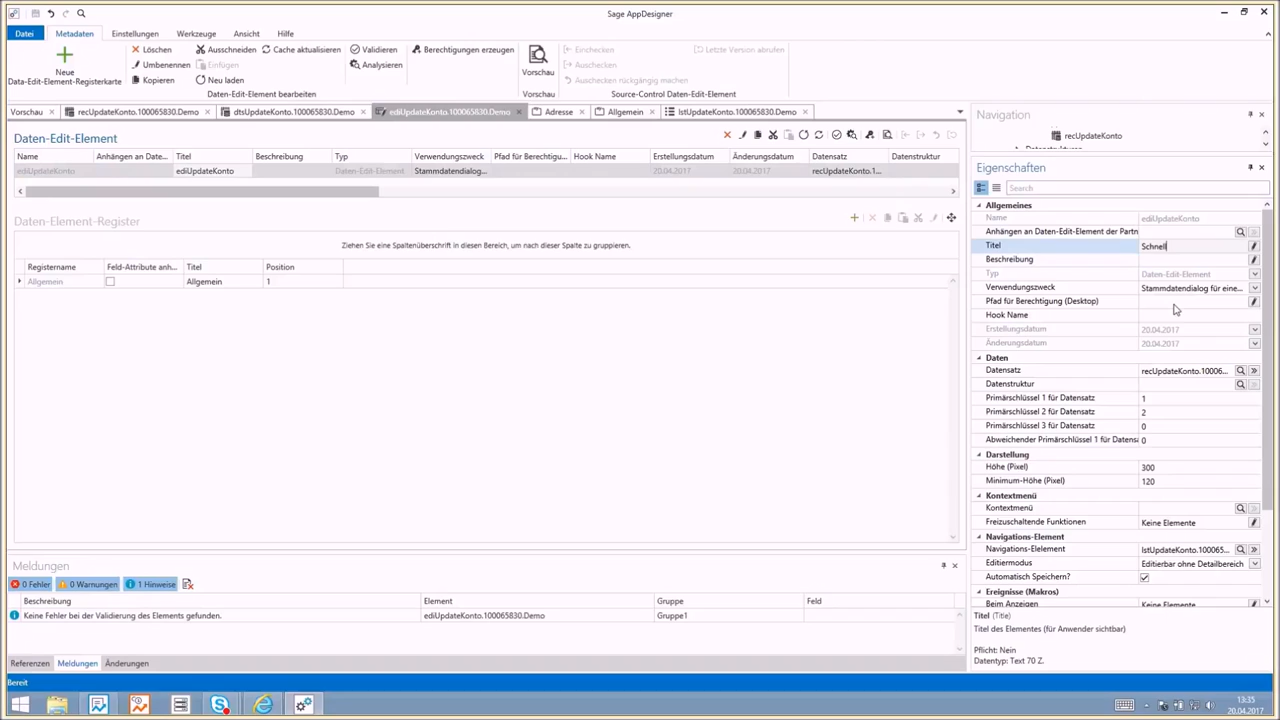 Sage AppDesigner
Datei Metadaten Einstellungen Werkzeuge Ansicht Hilfe
Neue
Data-Edit-Element-Registerkarte
Löschen Ausschneiden Cache aktualisieren
Umbenennen Einfügen
Kopieren Neu laden
Daten-Edit-Element bearbeiten
Validieren Berechtigungen erzeugen
Analysieren
Vorschau
Vorschau
Einchecken Letzte Version abrufen
Auschecken
Auschecken rückgängig machen
Source-Control Daten-Edit-Element
Vorschau recUpdateKonto.100065830.Demo dtsUpdateKonto.100065830.Demo ediUpdateKonto.100065830.Demo Adresse Allgemein lstUpdateKonto.100065830.Demo
Daten-Edit-Element
Name Anhängen an Date... Titel Beschreibung Typ Verwendungszweck Pfad für Berechtigu... Hook Name Erstellungsdatum Änderungsdatum Datensatz Datenstruktur
ediUpdateKonto ediUpdateKonto Daten-Edit-Element Stammdatendialog... 20.04.2017 20.04.2017 recUpdateKonto.1...
Daten-Element-Register
Ziehen Sie eine Spaltenüberschrift in diesen Bereich, um nach dieser Spalte zu gruppieren.
Registername Feld-Attribute anh... Titel Position
Allgemein Allgemein 1
Meldungen
0 Fehler 0 Warnungen 1 Hinweise
Beschreibung Element Gruppe Feld
Keine Fehler bei der Validierung des Elements gefunden. ediUpdateKonto.100065830.Demo Gruppe1
Referenzen Meldungen Änderungen
Bereit
Navigation
recUpdateKonto
Eigenschaften
Search
Allgemeines
Name ediUpdateKonto
Anhängen an Daten-Edit-Element der Partn
Titel Schnell
Beschreibung
Typ Daten-Edit-Element
Verwendungszweck Stammdatendialog für eine...
Pfad für Berechtigung (Desktop)
Hook Name
Erstellungsdatum 20.04.2017
Änderungsdatum 20.04.2017
Daten
Datensatz recUpdateKonto.10006...
Datenstruktur
Primärschlüssel 1 für Datensatz 1
Primärschlüssel 2 für Datensatz 2
Primärschlüssel 3 für Datensatz 0
Abweichender Primärschlüssel 1 für Datensa 0
Darstellung
Höhe (Pixel) 300
Minimum-Höhe (Pixel) 120
Kontextmenü
Kontextmenü
Freizuschaltende Funktionen Keine Elemente
Navigations-Element
Navigations-Elelement lstUpdateKonto.100065...
Editiermodus Editierbar ohne Detailbereich
Automatisch Speichern?
Ereignisse (Makros)
Beim Anzeigen Keine Elemente
Titel (Title)
Titel des Elementes (für Anwender sichtbar)
Pflicht: Nein
Datentyp: Text 70 Z.
13:35
20.04.2017